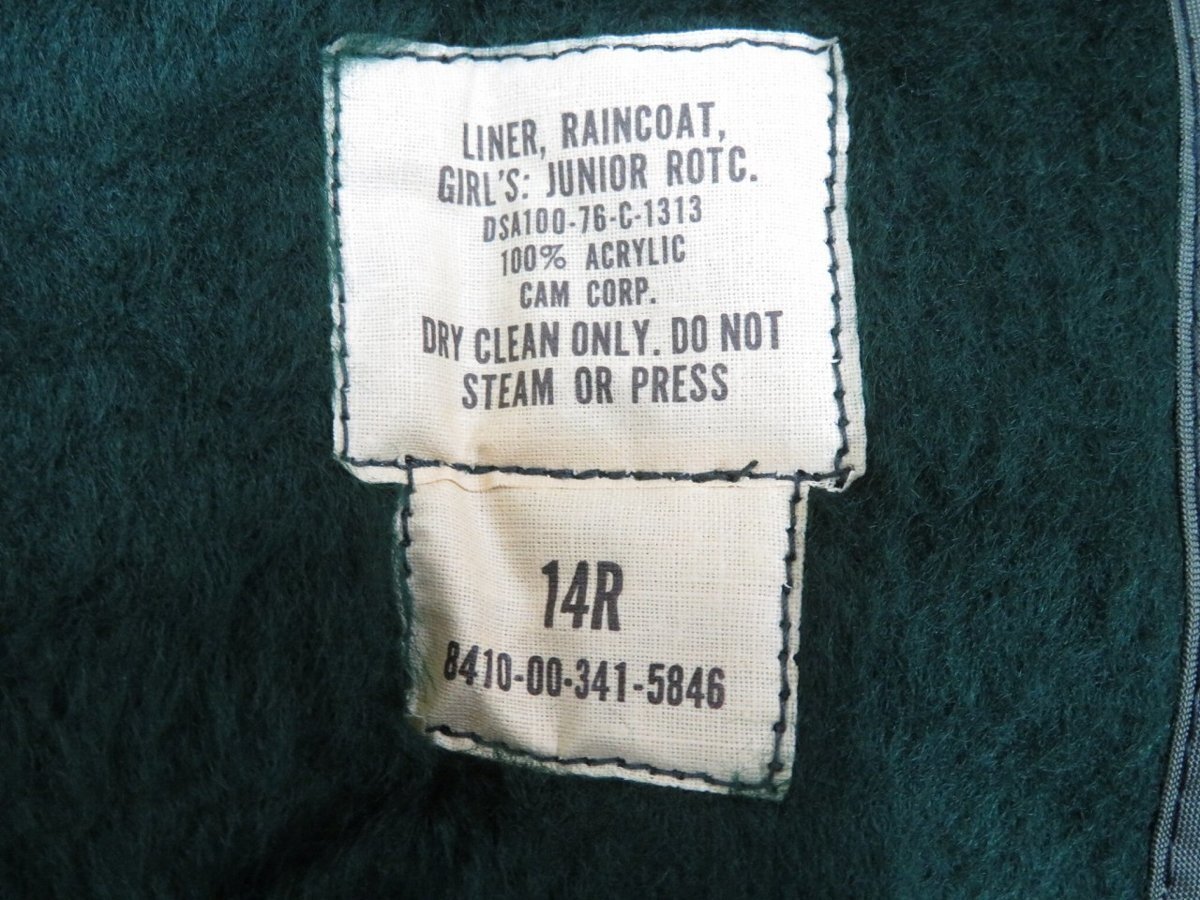 LINER, RAINCOAT,
GIRL'S: JUNIOR ROTC.
DSA100-76-C-1313
100% ACRYLIC
CAM CORP.
DRY CLEAN ONLY. DO NOT
STEAM OR PRESS
14R
8410-00-341-5846